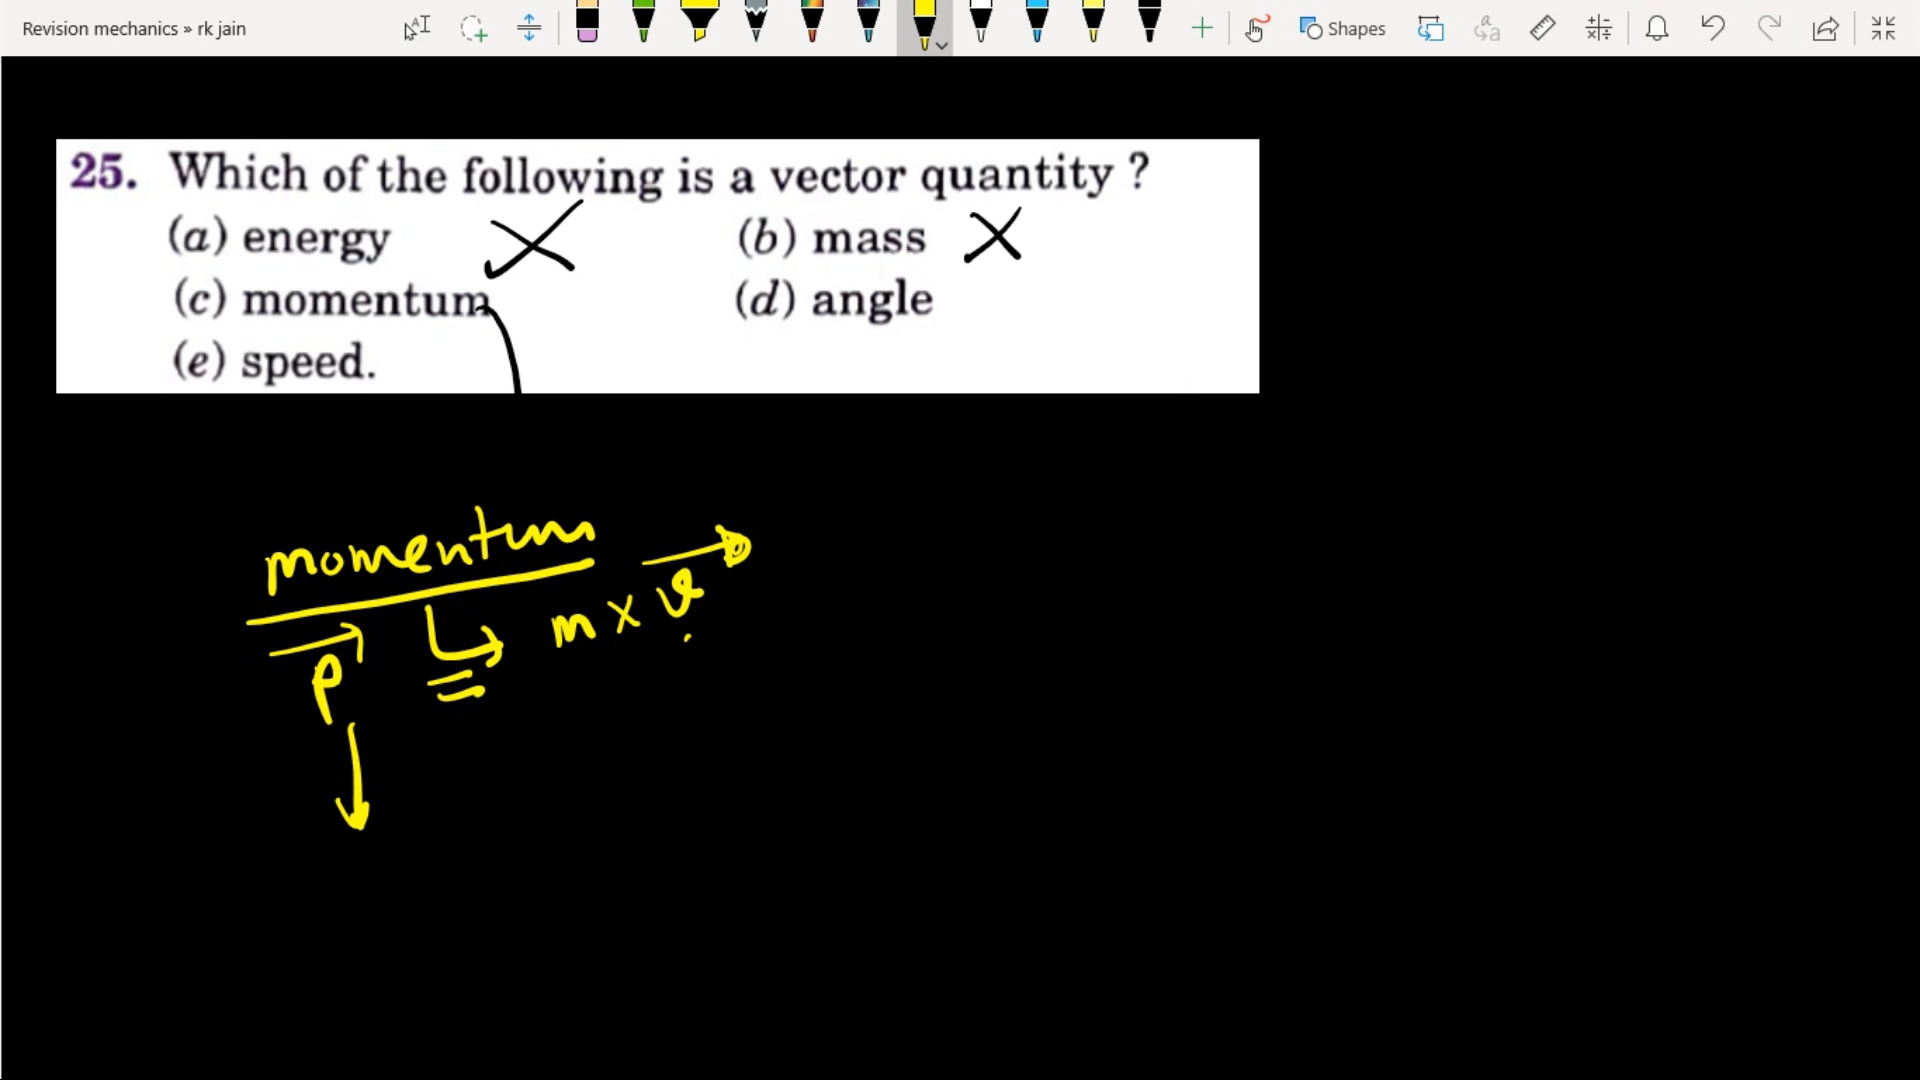 Revision mechanics » rk jain
Shapes
25. Which of the following is a vector quantity ?
(a) energy (b) mass
(c) momentum (d) angle
(e) speed.
momentum
m × v
p